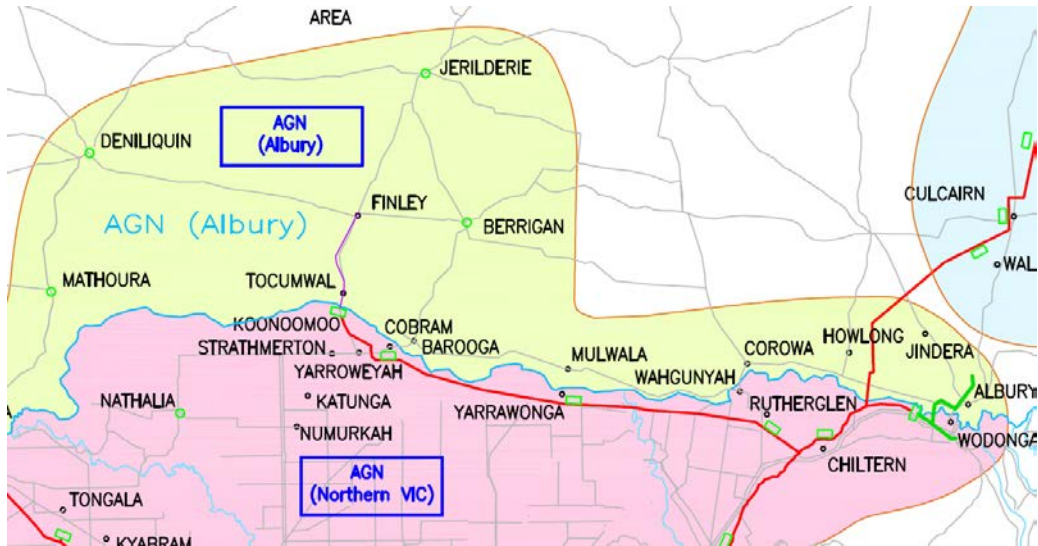 AREA
JERILDERIE
AGN
(Albury)
DENILIQUIN
CULCAIRN
FINLEY
AGN (Albury)
BERRIGAN
WAL
MATHOURA
TOCUMWAL
KOONOOMOO
COBRAM
HOWLONG
STRATHMERTON
BAROOGA
COROWA
JINDERA
MULWALA
YARROWEYAH
WAHGUNYAH
NATHALIA
KATUNGA
YARRAWONGA
RUTHERGLEN
ALBURY
NUMURKAH
WODONGA
CHILTERN
AGN
(Northern VIC)
TONGALA
KYABRAM